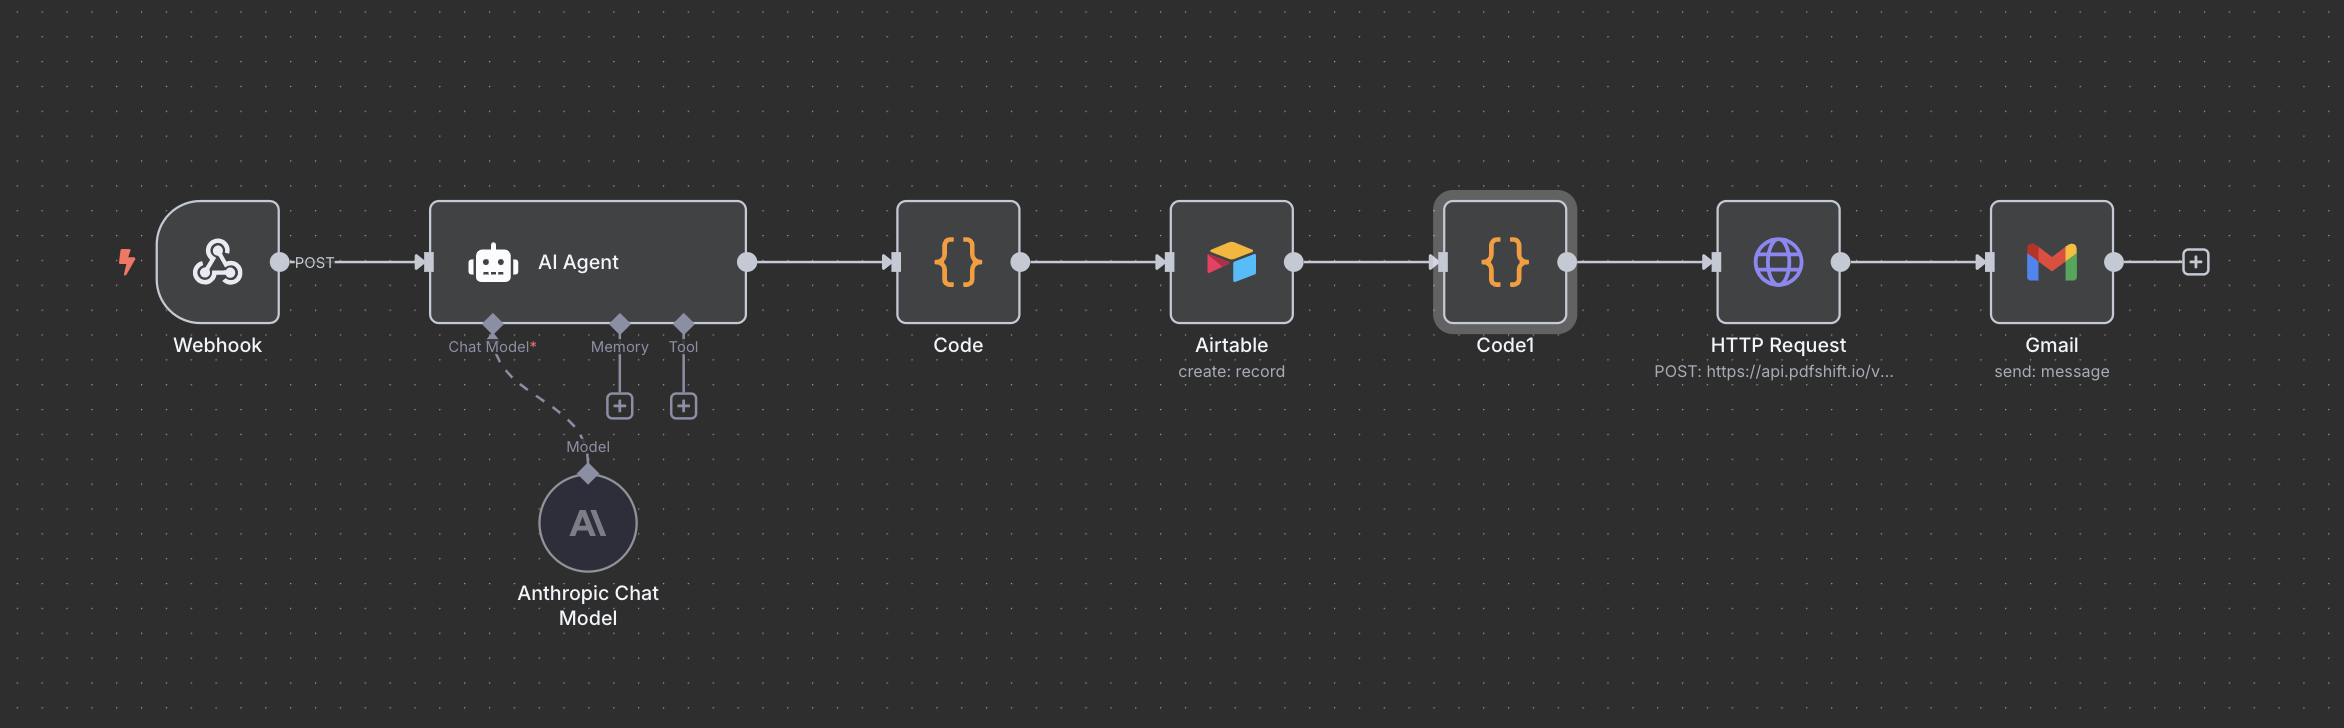 POST
AI Agent
Webhook
Chat Model*
Memory
Tool
Model
Anthropic Chat
Model
Code
Airtable
create: record
Code1
HTTP Request
POST: https://api.pdfshift.io/v...
Gmail
send: message